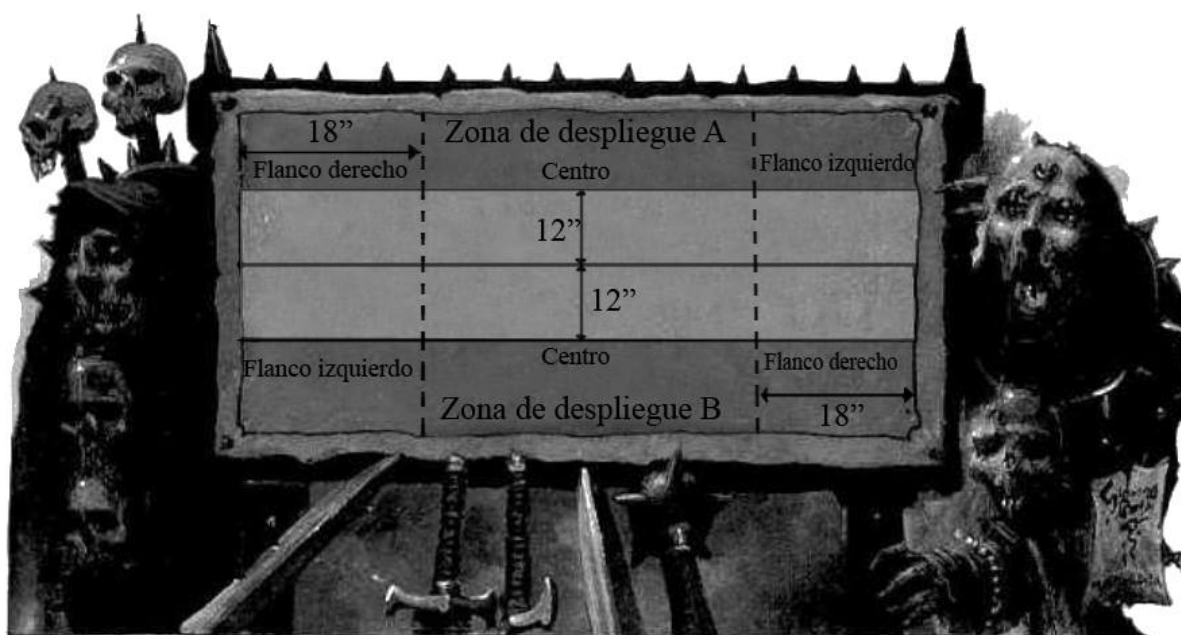 18”
Zona de despliegue A
Flanco derecho
Centro
Flanco izquierdo
12”
12”
Flanco izquierdo
Centro
Flanco derecho
Zona de despliegue B
18”